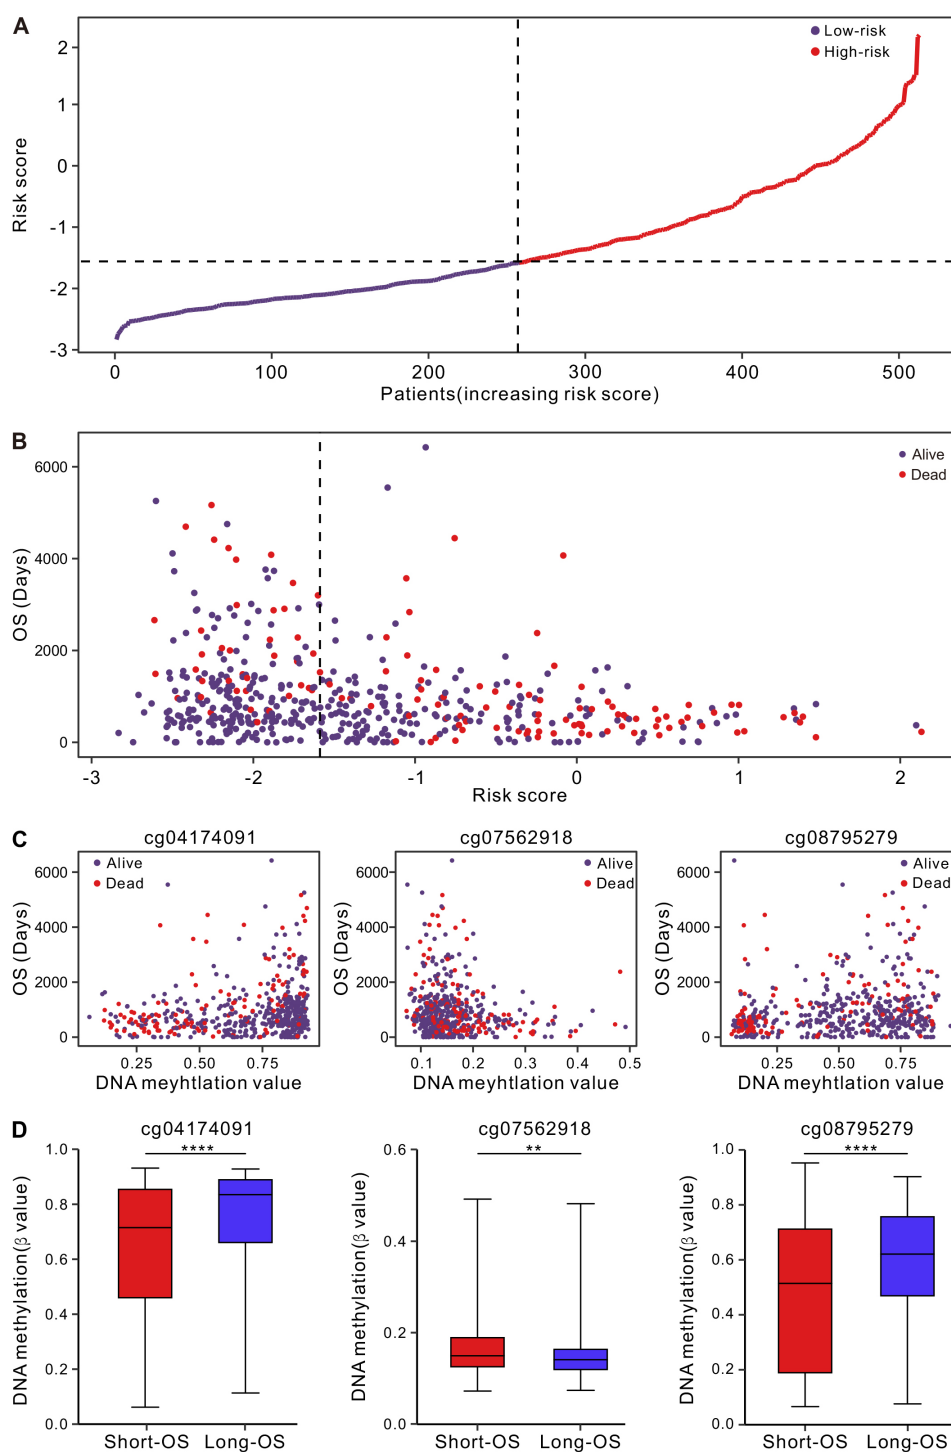 A
Low-risk
High-risk
2
1
0
-1
-2
-3
Risk score
0 100 200 300 400 500
Patients(increasing risk score)
B
Alive
Dead
6000
4000
2000
0
OS (Days)
-3 -2 -1 0 1 2
Risk score
C
cg04174091 cg07562918 cg08795279
Alive
Dead
6000
4000
2000
0
OS (Days)
0.25 0.50 0.75
DNA meyhtlation value
Alive
Dead
6000
4000
2000
0
OS (Days)
0.1 0.2 0.3 0.4 0.5
DNA meyhtlation value
Alive
Dead
6000
4000
2000
0
OS (Days)
0.25 0.50 0.75
DNA meyhtlation value
D
cg04174091
****
1.0
0.8
0.6
0.4
0.2
0.0
DNA methylation(β value)
Short-OS Long-OS
cg07562918
**
0.6
0.4
0.2
0.0
DNA methylation(β value)
Short-OS Long-OS
cg08795279
****
1.0
0.8
0.6
0.4
0.2
0.0
DNA methylation(β value)
Short-OS Long-OS